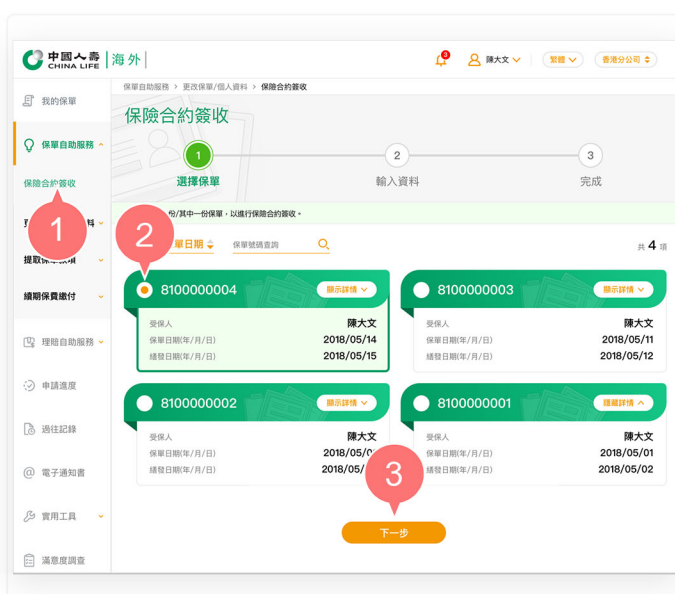 中國人壽 海外
CHINA LIFE
3
陳大文
繁體
香港分公司
我的保單
保單自助服務
保險合約簽收
提取
續期保費繳付
理賠自助服務
申請進度
過往記錄
電子通知書
實用工具
滿意度調查
保單自助服務 > 更改保單/個人資料 > 保險合約簽收
保險合約簽收
1
2
3
選擇保單
輸入資料
完成
份/其中一份保單,以進行保險合約簽收。
單日期
保單號碼查詢
共 4 項
1
2
8100000004
顯示詳情
受保人 陳大文
保單日期(年/月/日) 2018/05/14
繕發日期(年/月/日) 2018/05/15
8100000003
顯示詳情
受保人 陳大文
保單日期(年/月/日) 2018/05/11
繕發日期(年/月/日) 2018/05/12
8100000002
顯示詳情
受保人 陳大文
保單日期(年/月/日) 2018/05/0
繕發日期(年/月/日) 2018/05/
8100000001
隱藏詳情
受保人 陳大文
保單日期(年/月/日) 2018/05/01
繕發日期(年/月/日) 2018/05/02
3
下一步